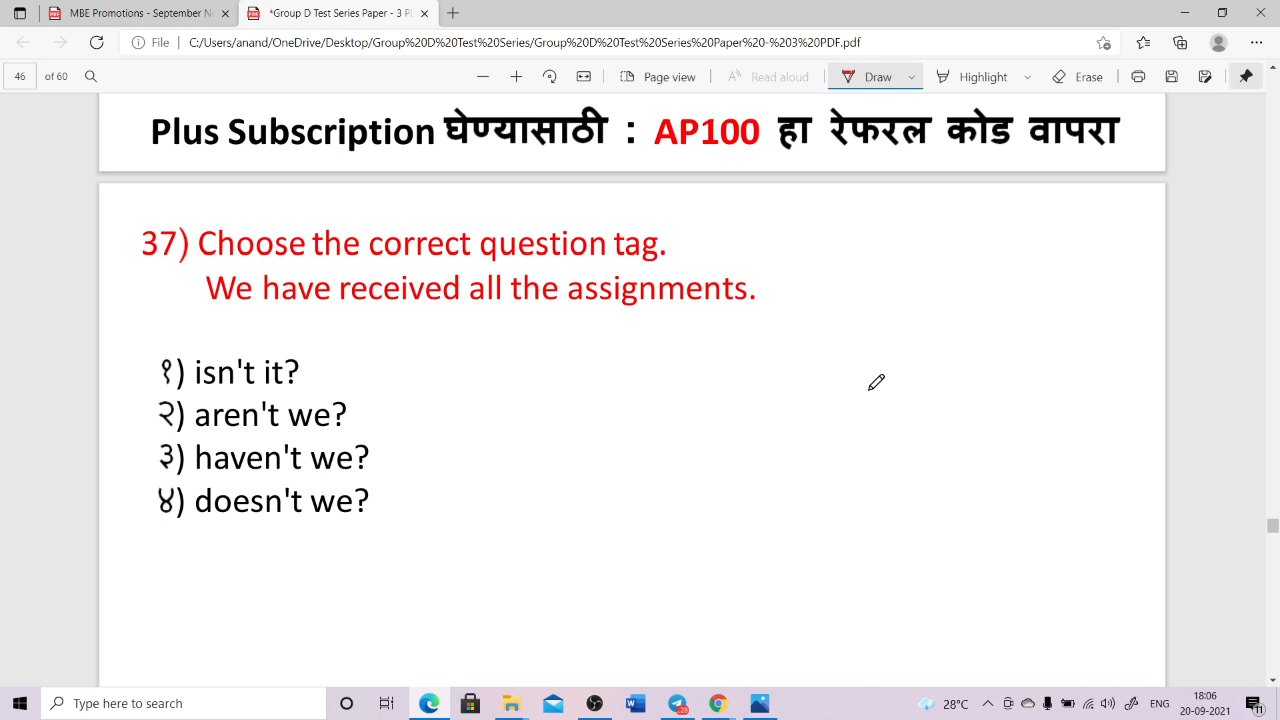 MBE Promotions - September N
*Group D Test Series Paper - 3 P
File
C:/Users/anand/OneDrive/Desktop/Group%20D%20Test%20Series/Group%20D%20Test%20Series%20Paper%20-%203%20PDF.pdf
46 of 60
Page view
Read aloud
Draw
Highlight
Erase
Plus Subscription घेण्यासाठी : AP100 हा रेफरल कोड वापरा
37) Choose the correct question tag.
We have received all the assignments.
१) isn't it?
२) aren't we?
३) haven't we?
४) doesn't we?
Type here to search
28°C
ENG
18:06
20-09-2021